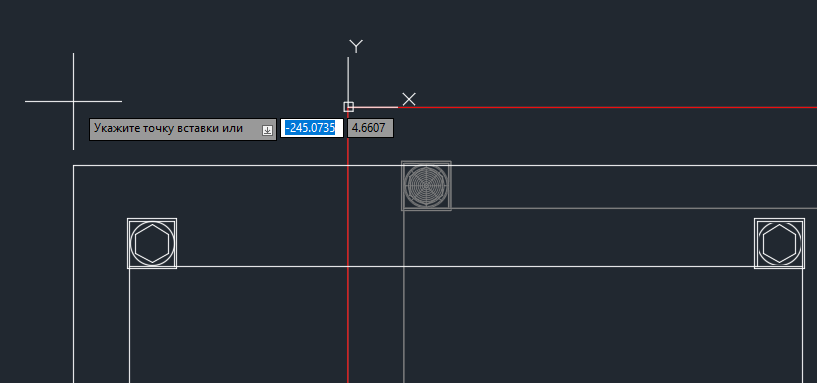 Y
X
Укажите точку вставки или
-245.0735
4.6607